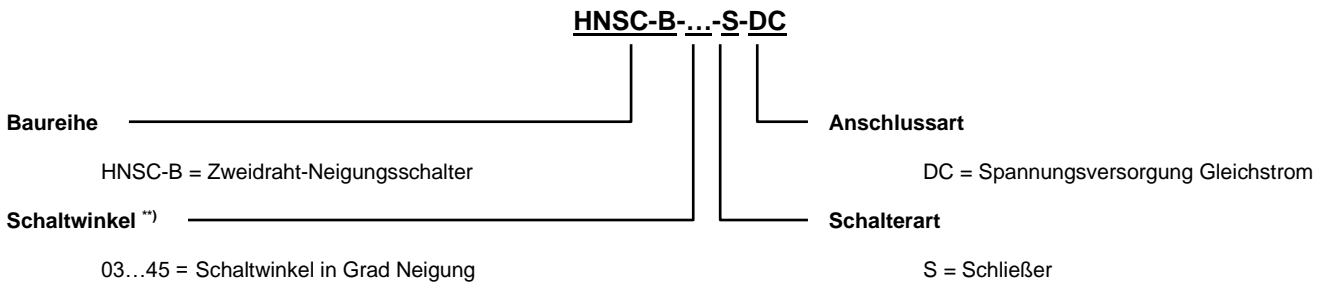 HNSC-B-…-S-DC
Baureihe
HNSC-B = Zweidraht-Neigungsschalter
Schaltwinkel **)
03…45 = Schaltwinkel in Grad Neigung
Anschlussart
DC = Spannungsversorgung Gleichstrom
Schalterart
S = Schließer